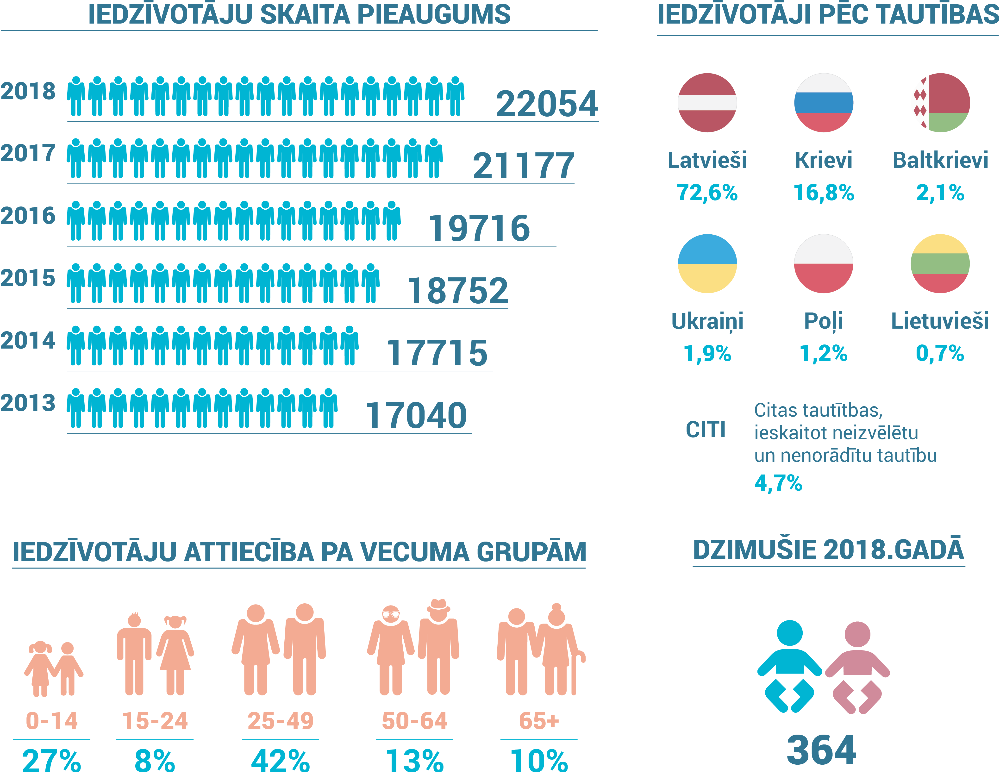 IEDZĪVOTĀJU SKAITA PIEAUGUMS
2018
22054
2017
21177
2016
19716
2015
18752
2014
17715
2013
17040
IEDZĪVOTĀJI PĒC TAUTĪBAS
Latvieši Krievi Baltkrievi
72,6% 16,8% 2,1%
Ukraiņi Poļi Lietuvieši
1,9% 1,2% 0,7%
CITI
Citas tautītbas,
ieskaitot neizvēlētu
un nenorādītu tautību
4,7%
IEDZĪVOTĀJU ATTIECĪBA PA VECUMA GRUPĀM
0-14 15-24 25-49 50-64 65+
27% 8% 42% 13% 10%
DZIMUŠIE 2018.GADĀ
364